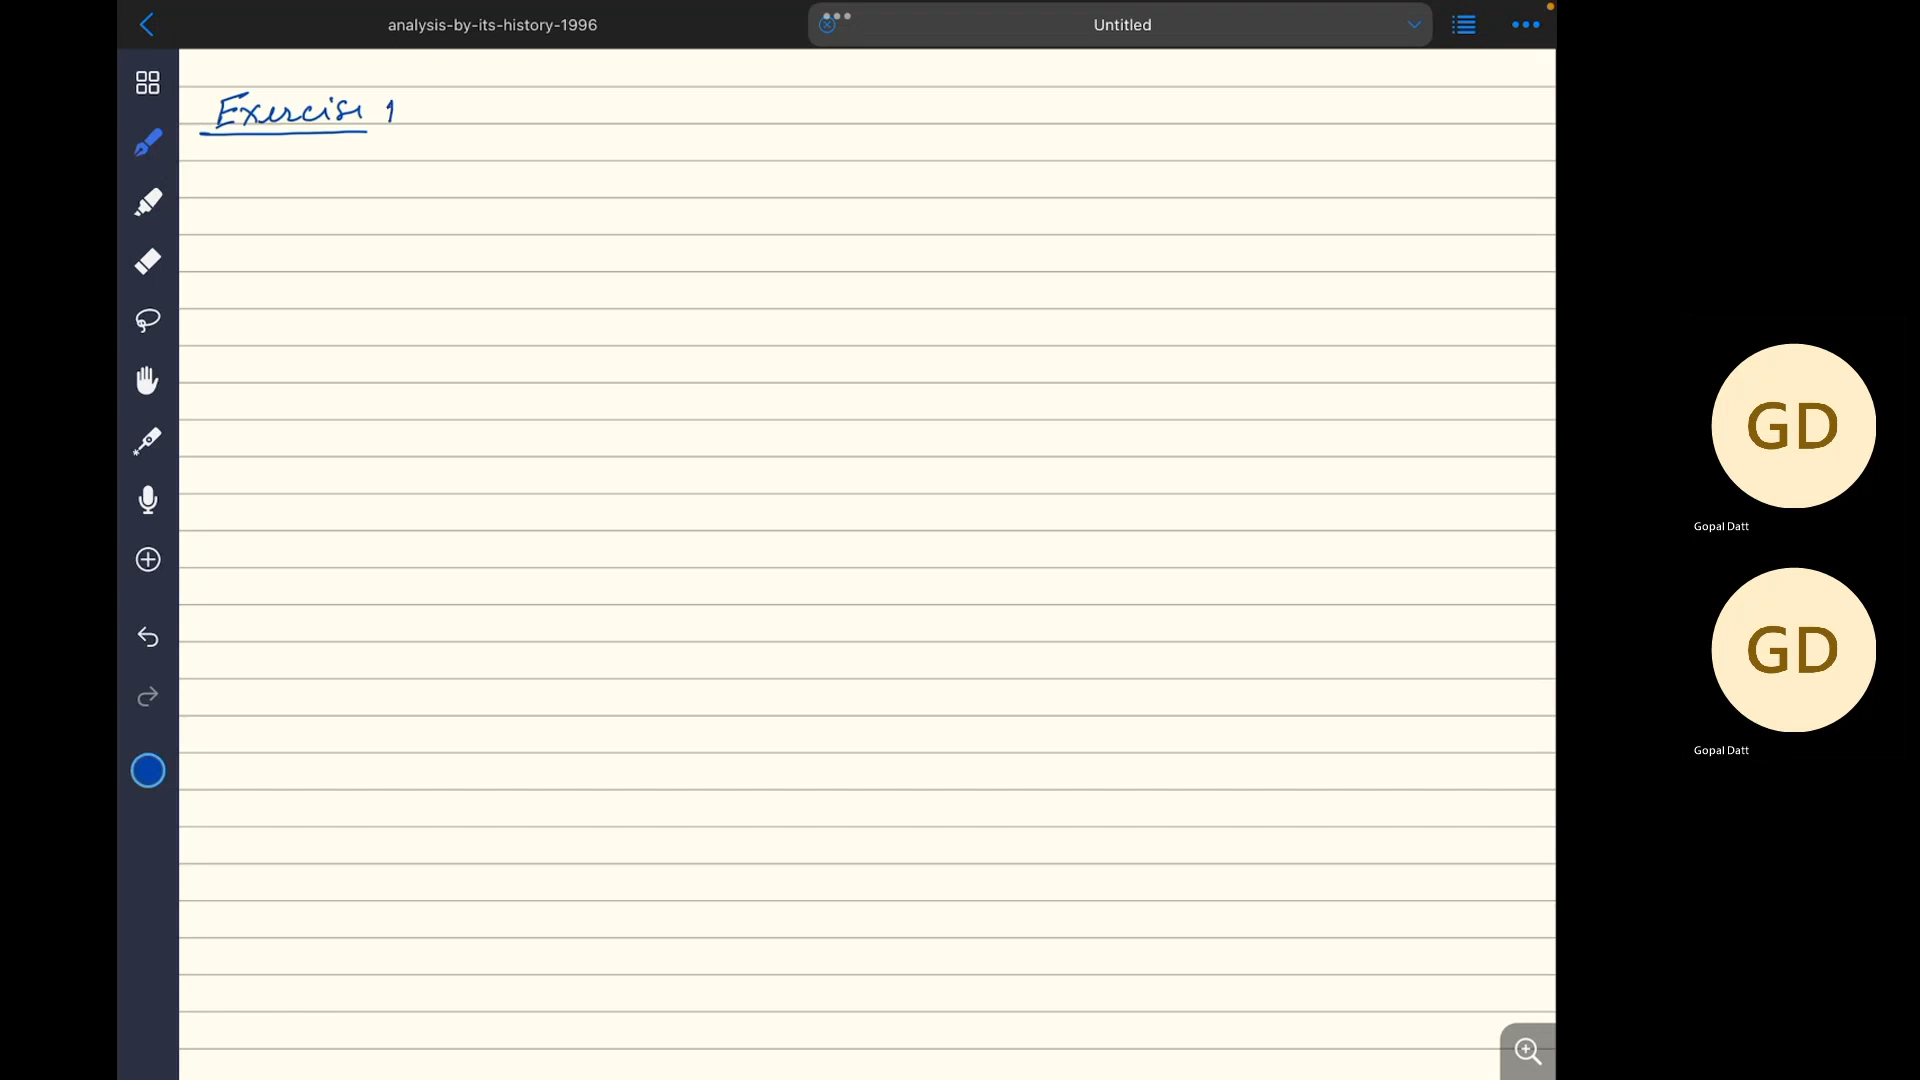 analysis-by-its-history-1996
Untitled
Exercise 1
GD
Gopal Datt
GD
Gopal Datt